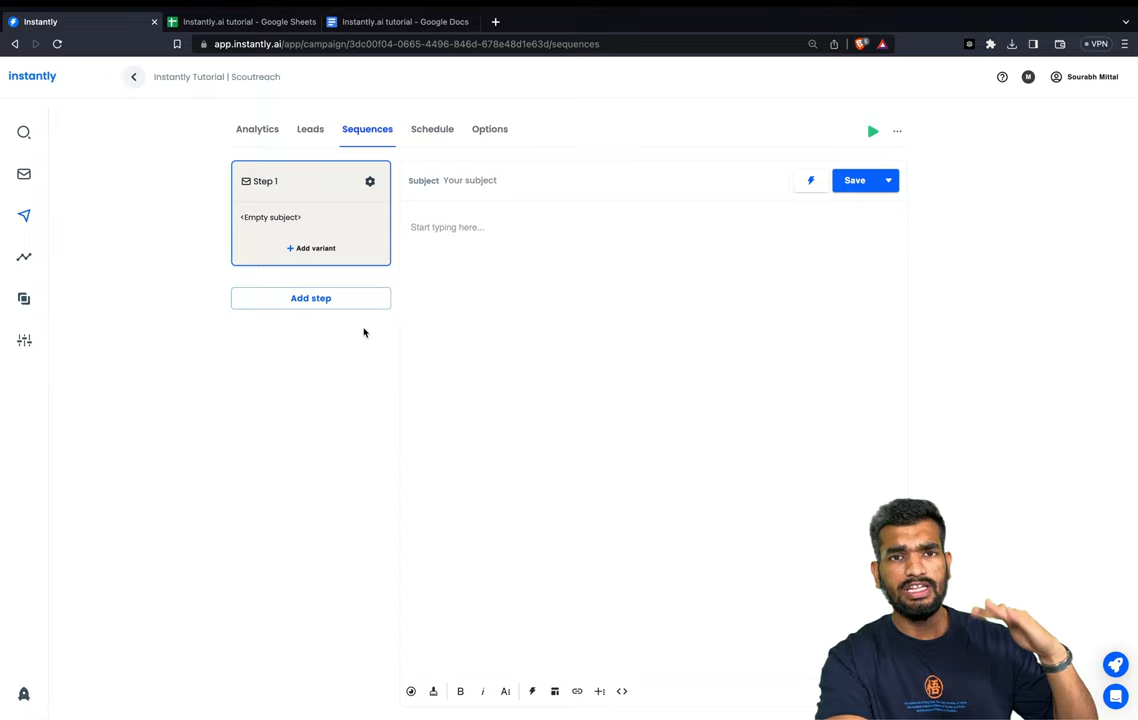 Instantly
Instantly.ai tutorial - Google Sheets
Instantly.ai tutorial - Google Docs
app.instantly.ai/app/campaign/3dc00f04-0665-4496-846d-678e48d1e63d/sequences
VPN
instantly
Instantly Tutorial | Scoutreach
M
Sourabh Mittal
Analytics
Leads
Sequences
Schedule
Options
Step 1
Subject Your subject
Save
<Empty subject>
Start typing here...
Add variant
Add step
B
i
A
悟